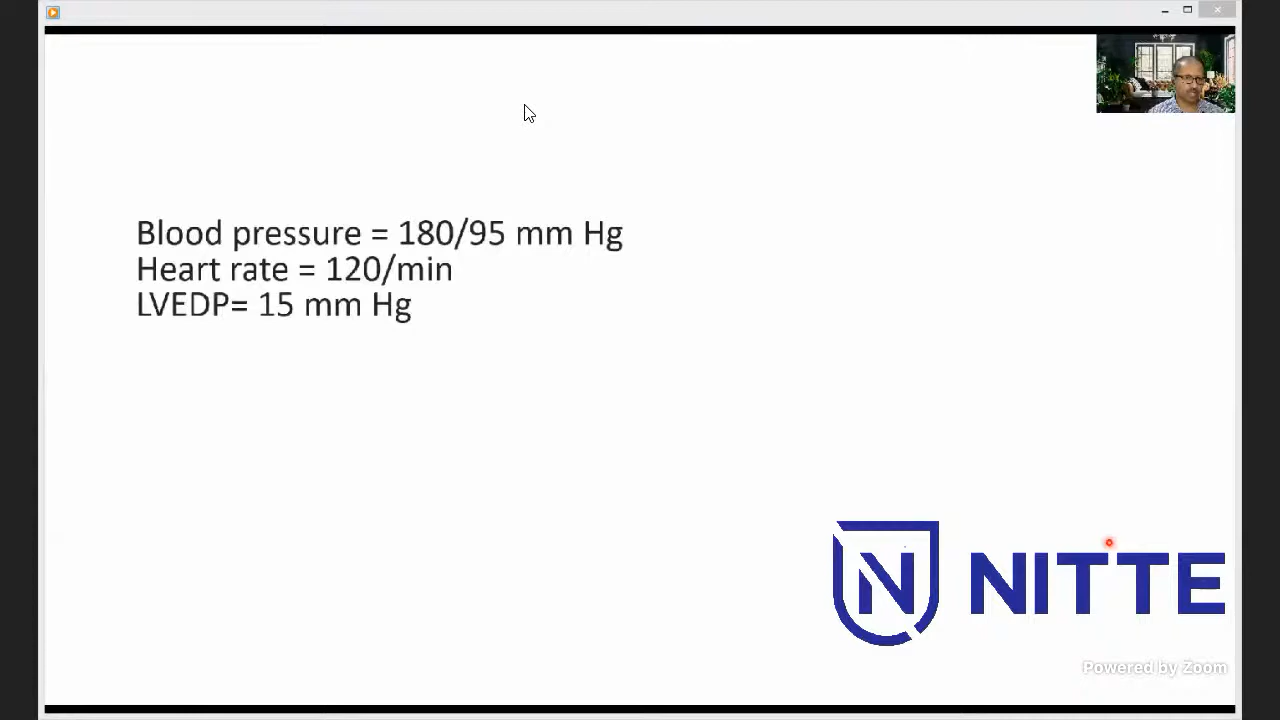 Blood pressure = 180/95 mm Hg
Heart rate = 120/min
LVEDP= 15 mm Hg
N NITTE
Powered by Zoom